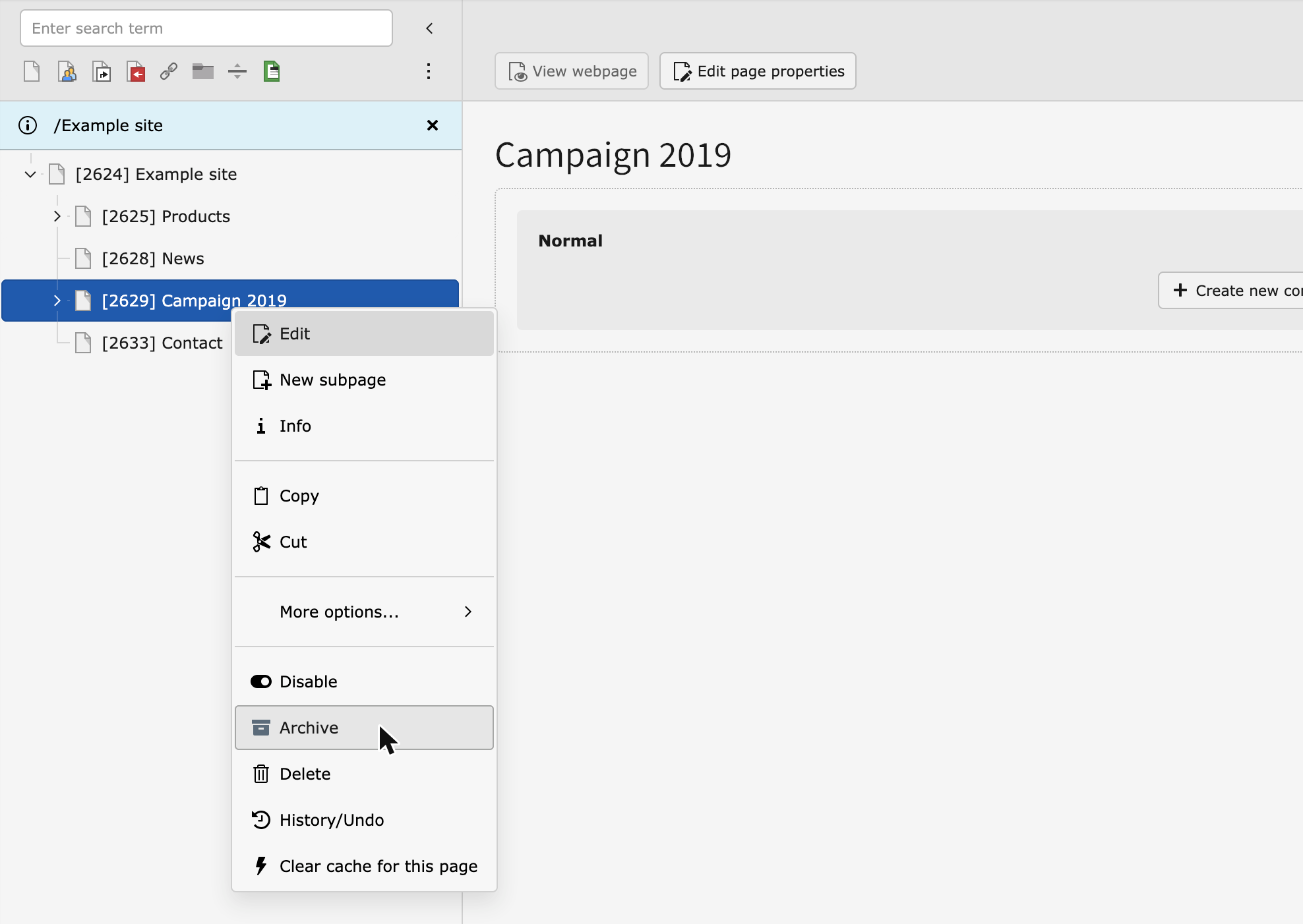 Enter search term
View webpage
Edit page properties
/Example site
[2624] Example site
[2625] Products
[2628] News
[2629] Campaign 2019
[2633] Contact
Edit
New subpage
Info
Copy
Cut
More options...
Disable
Archive
Delete
History/Undo
Clear cache for this page
Campaign 2019
Normal
Create new